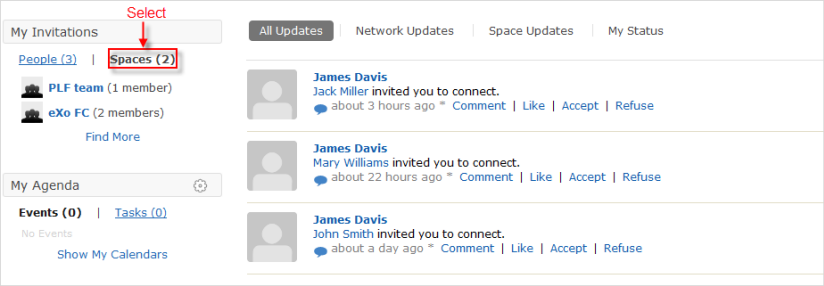 Select
My Invitations
People (3) | Spaces (2)
PLF team (1 member)
eXo FC (2 members)
Find More
My Agenda
Events (0) | Tasks (0)
No Events
Show My Calendars
All Updates | Network Updates | Space Updates | My Status
James Davis
Jack Miller invited you to connect.
about 3 hours ago * Comment | Like | Accept | Refuse
James Davis
Mary Williams invited you to connect.
about 22 hours ago * Comment | Like | Accept | Refuse
James Davis
John Smith invited you to connect.
about a day ago * Comment | Like | Accept | Refuse